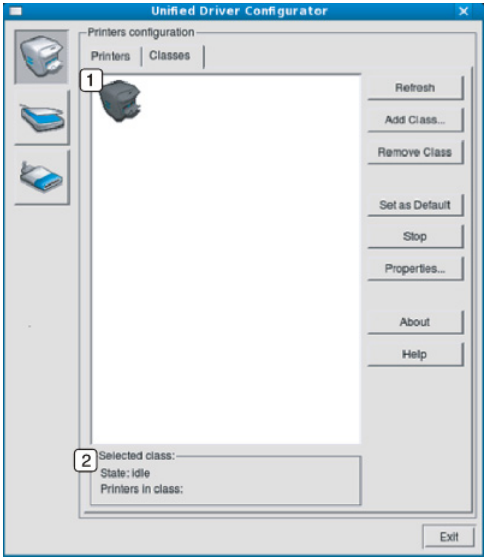 Unified Driver Configurator
Printers configuration
Printers Classes
1
Refresh
Add Class...
Remove Class
Set as Default
Stop
Properties...
About
Help
2
Selected class:
State: idle
Printers in class:
Exit